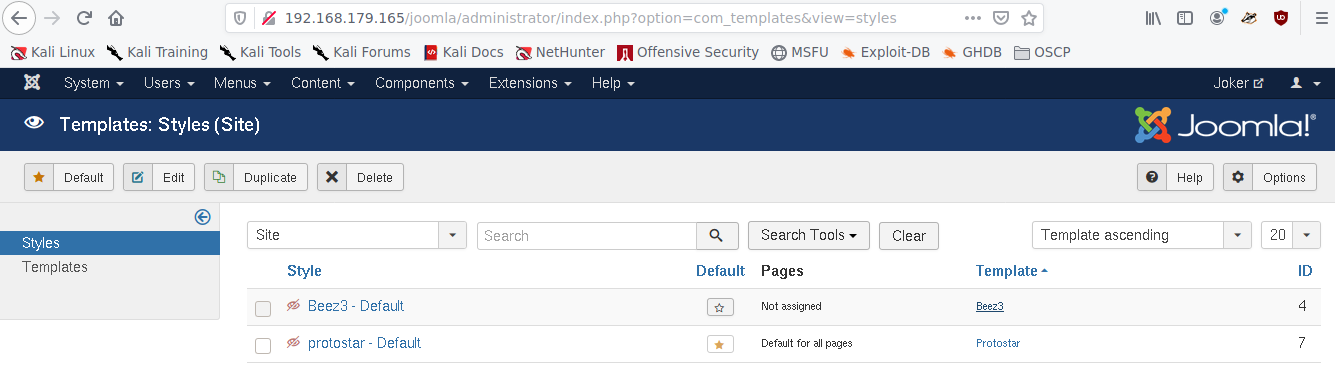 192.168.179.165/joomla/administrator/index.php?option=com_templates&view=styles
Kali Linux Kali Training Kali Tools Kali Forums Kali Docs NetHunter Offensive Security MSFU Exploit-DB GHDB OSCP
System Users Menus Content Components Extensions Help Joker
Templates: Styles (Site) Joomla!®
Default Edit Duplicate Delete Help Options
Site Search Search Tools Clear Template ascending 20
Styles
Templates
Style Default Pages Template ID
Beez3 - Default Not assigned Beez3 4
protostar - Default Default for all pages Protostar 7